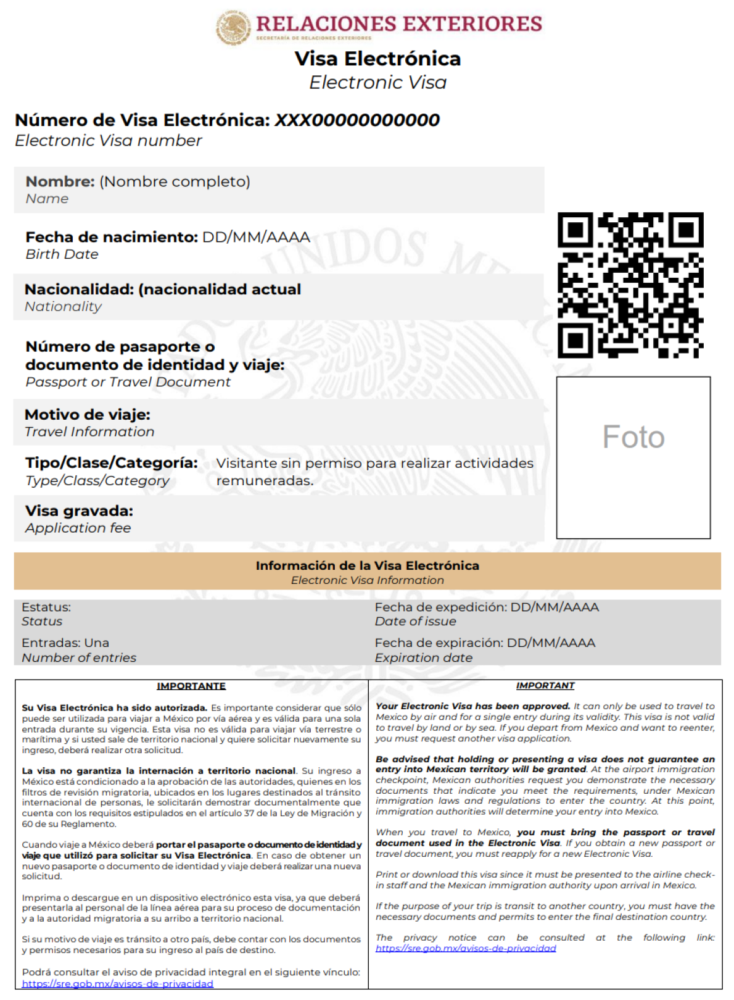 RELACIONES EXTERIORES
SECRETARÍA DE RELACIONES EXTERIORES
Visa Electrónica
Electronic Visa
Número de Visa Electrónica: XXX00000000000
Electronic Visa number
Nombre: (Nombre completo)
Name
Fecha de nacimiento: DD/MM/AAAA
Birth Date
Nacionalidad: (nacionalidad actual
Nationality
Número de pasaporte o
documento de identidad y viaje:
Passport or Travel Document
Motivo de viaje:
Travel Information
Tipo/Clase/Categoría: Visitante sin permiso para realizar actividades
Type/Class/Category remuneradas.
Visa gravada:
Application fee
Foto
Información de la Visa Electrónica
Electronic Visa Information
Estatus:
Status
Fecha de expedición: DD/MM/AAAA
Date of issue
Entradas: Una
Number of entries
Fecha de expiración: DD/MM/AAAA
Expiration date
IMPORTANTE
Su Visa Electrónica ha sido autorizada. Es importante considerar que sólo
puede ser utilizada para viajar a México por vía aérea y es válida para una sola
entrada durante su vigencia. Esta visa no es válida para viajar vía terrestre o
marítima y si usted sale de territorio nacional y quiere solicitar nuevamente su
ingreso, deberá realizar otra solicitud.
La visa no garantiza la internación a territorio nacional. Su ingreso a
México está condicionado a la aprobación de las autoridades, quienes en los
filtros de revisión migratoria, ubicados en los lugares destinados al tránsito
internacional de personas, le solicitarán demostrar documentalmente que
cuenta con los requisitos estipulados en el artículo 37 de la Ley de Migración y
60 de su Reglamento.
Cuando viaje a México deberá portar el pasaporte o documento de identidad y
viaje que utilizó para solicitar su Visa Electrónica. En caso de obtener un
nuevo pasaporte o documento de identidad y viaje deberá realizar una nueva
solicitud.
Imprima o descargue en un dispositivo electrónico esta visa, ya que deberá
presentarla al personal de la línea aérea para su proceso de documentación
y a la autoridad migratoria a su arribo a territorio nacional.
Si su motivo de viaje es tránsito a otro país, debe contar con los documentos
y permisos necesarios para su ingreso al país de destino.
Podrá consultar el aviso de privacidad integral en el siguiente vínculo:
https://sre.gob.mx/avisos-de-privacidad
IMPORTANT
Your Electronic Visa has been approved. It can only be used to travel to
Mexico by air and for a single entry during its validity. This visa is not valid
to travel by land or by sea. If you depart from Mexico and want to reenter,
you must request another visa application.
Be advised that holding or presenting a visa does not guarantee an
entry into Mexican territory will be granted. At the airport immigration
checkpoint, Mexican authorities request you demonstrate the necessary
documents that indicate you meet the requirements, under Mexican
immigration laws and regulations to enter the country. At this point,
immigration authorities will determine your entry into Mexico.
When you travel to Mexico, you must bring the passport or travel
document used in the Electronic Visa. If you obtain a new passport or
travel document, you must reapply for a new Electronic Visa.
Print or download this visa since it must be presented to the airline check-
in staff and the Mexican immigration authority upon arrival in Mexico.
If the purpose of your trip is transit to another country, you must have the
necessary documents and permits to enter the final destination country.
The privacy notice can be consulted at the following link:
https://sre.gob.mx/avisos-de-privacidad